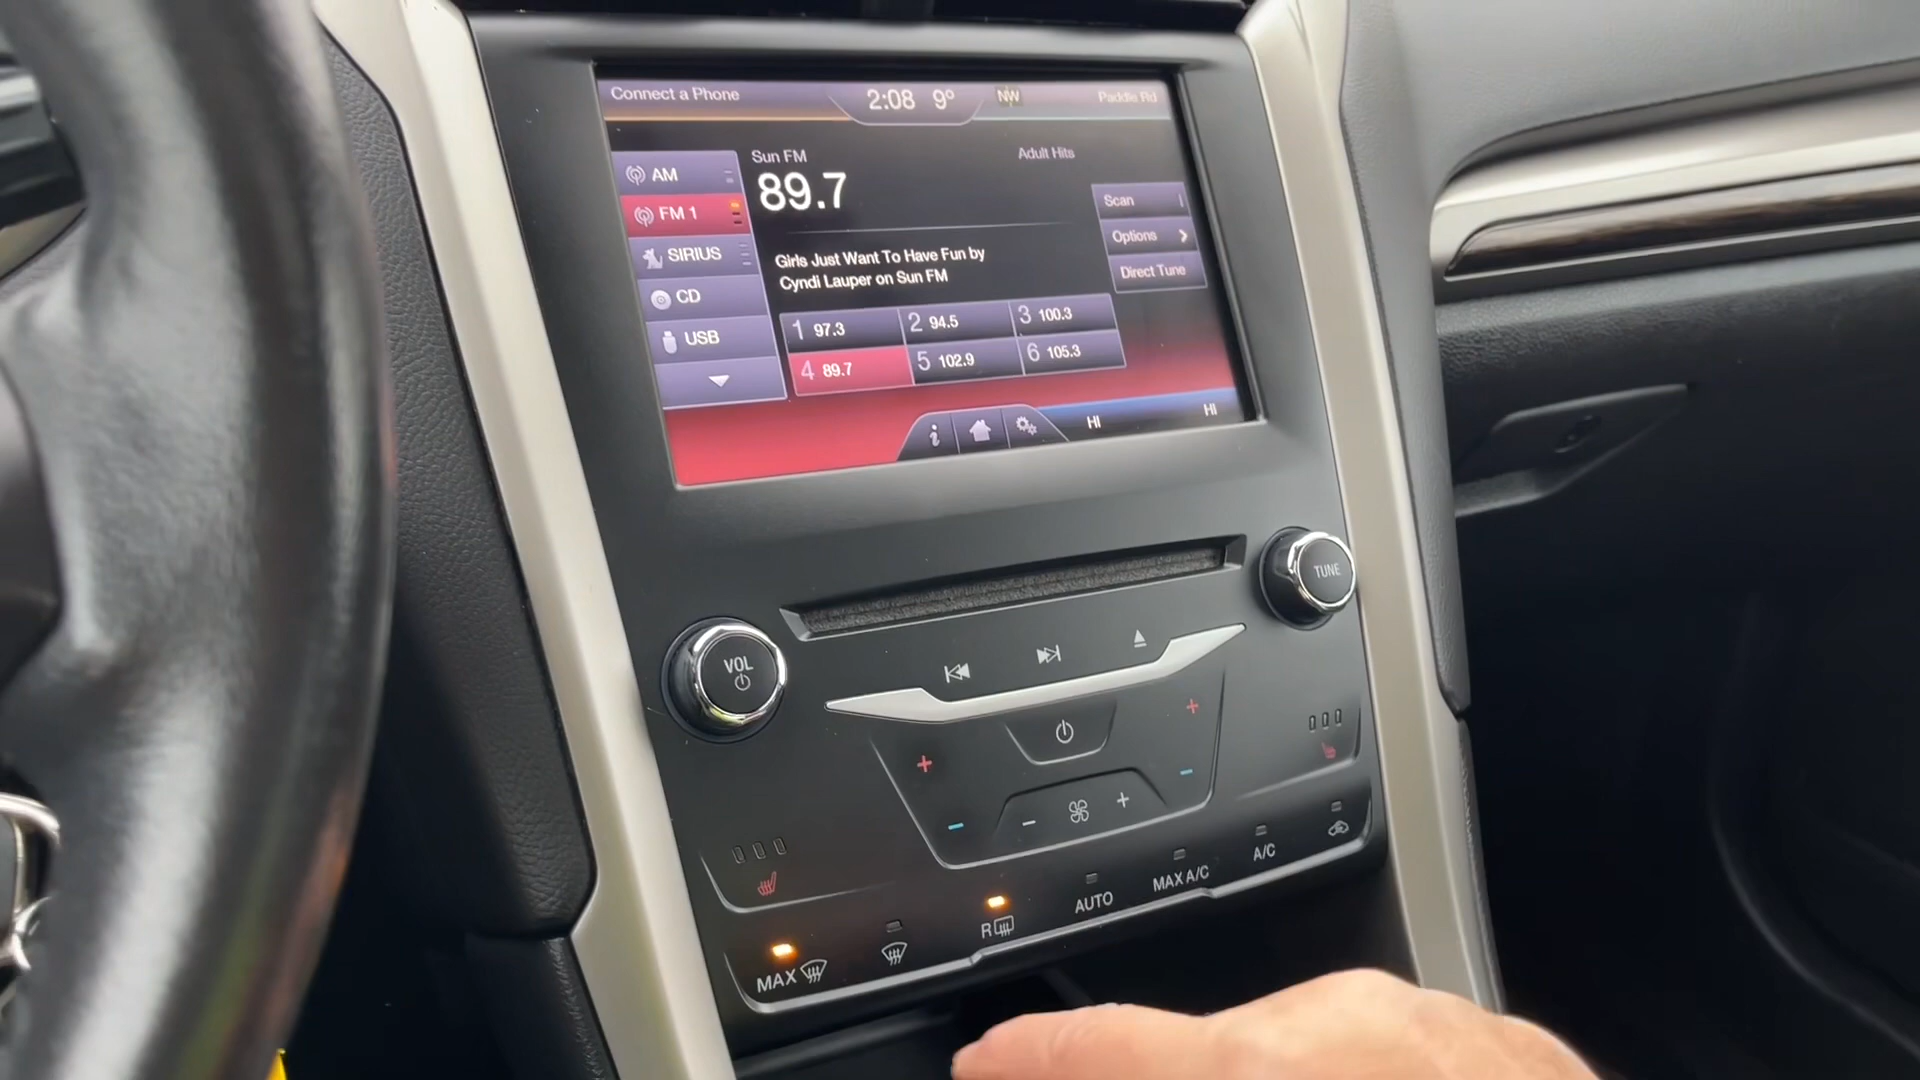 Connect a Phone
2:08 9° NW Paddle Rd
AM
FM 1
SIRIUS
CD
USB
Sun FM
89.7
Adult Hits
Girls Just Want To Have Fun by
Cyndi Lauper on Sun FM
Scan
Options
Direct Tune
1 97.3 2 94.5 3 100.3
4 89.7 5 102.9 6 105.3
i HI HI
TUNE
VOL
MAX
R
AUTO
MAX A/C
A/C